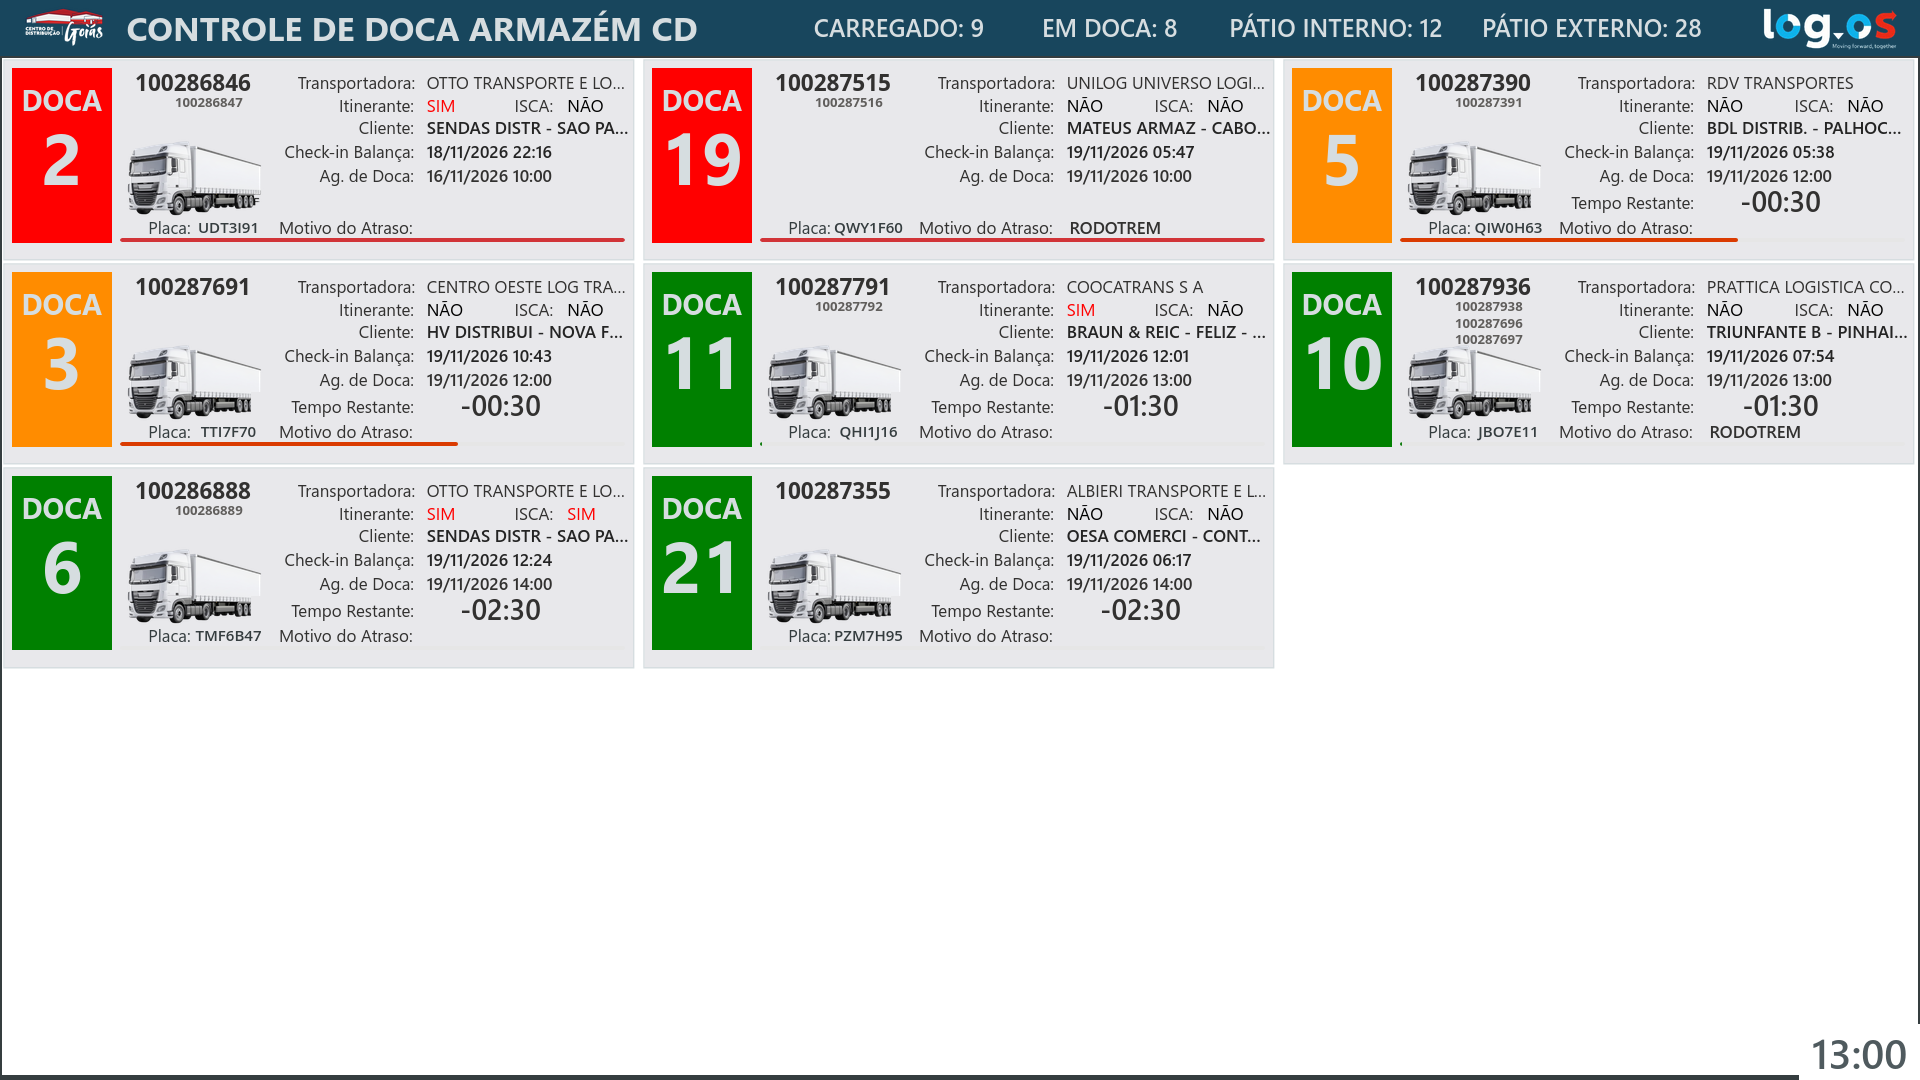 CENTRO DE DISTRIBUIÇÃO Goiás
CONTROLE DE DOCA ARMAZÉM CD
CARREGADO: 9
EM DOCA: 8
PÁTIO INTERNO: 12
PÁTIO EXTERNO: 28
log.os
Moving forward, together
DOCA
2
100286846
100286847
Transportadora: OTTO TRANSPORTE E LO...
Itinerante: SIM ISCA: NÃO
Cliente: SENDAS DISTR - SAO PA...
Check-in Balança: 18/11/2026 22:16
Ag. de Doca: 16/11/2026 10:00
Placa: UDT3I91 Motivo do Atraso:
DOCA
19
100287515
100287516
Transportadora: UNILOG UNIVERSO LOGI...
Itinerante: NÃO ISCA: NÃO
Cliente: MATEUS ARMAZ - CABO...
Check-in Balança: 19/11/2026 05:47
Ag. de Doca: 19/11/2026 10:00
Placa: QWY1F60 Motivo do Atraso: RODOTREM
DOCA
5
100287390
100287391
Transportadora: RDV TRANSPORTES
Itinerante: NÃO ISCA: NÃO
Cliente: BDL DISTRIB. - PALHOC...
Check-in Balança: 19/11/2026 05:38
Ag. de Doca: 19/11/2026 12:00
Tempo Restante: -00:30
Placa: QIW0H63 Motivo do Atraso:
DOCA
3
100287691
Transportadora: CENTRO OESTE LOG TRA...
Itinerante: NÃO ISCA: NÃO
Cliente: HV DISTRIBUI - NOVA F...
Check-in Balança: 19/11/2026 10:43
Ag. de Doca: 19/11/2026 12:00
Tempo Restante: -00:30
Placa: TTI7F70 Motivo do Atraso:
DOCA
11
100287791
100287792
Transportadora: COOCATRANS S A
Itinerante: SIM ISCA: NÃO
Cliente: BRAUN & REIC - FELIZ - ...
Check-in Balança: 19/11/2026 12:01
Ag. de Doca: 19/11/2026 13:00
Tempo Restante: -01:30
Placa: QHI1J16 Motivo do Atraso:
DOCA
10
100287936
100287938
100287696
100287697
Transportadora: PRATTICA LOGISTICA CO...
Itinerante: NÃO ISCA: NÃO
Cliente: TRIUNFANTE B - PINHAI...
Check-in Balança: 19/11/2026 07:54
Ag. de Doca: 19/11/2026 13:00
Tempo Restante: -01:30
Placa: JBO7E11 Motivo do Atraso: RODOTREM
DOCA
6
100286888
100286889
Transportadora: OTTO TRANSPORTE E LO...
Itinerante: SIM ISCA: SIM
Cliente: SENDAS DISTR - SAO PA...
Check-in Balança: 19/11/2026 12:24
Ag. de Doca: 19/11/2026 14:00
Tempo Restante: -02:30
Placa: TMF6B47 Motivo do Atraso:
DOCA
21
100287355
Transportadora: ALBIERI TRANSPORTE E L...
Itinerante: NÃO ISCA: NÃO
Cliente: OESA COMERCI - CONT...
Check-in Balança: 19/11/2026 06:17
Ag. de Doca: 19/11/2026 14:00
Tempo Restante: -02:30
Placa: PZM7H95 Motivo do Atraso:
13:00